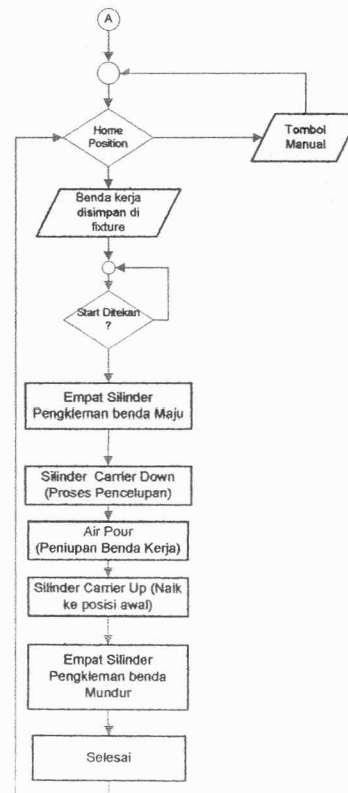 A
Home
Position
Tombol
Manual
Benda kerja
disimpan di
fixture
Start Ditekan
?
Empat Silinder
Pengkleman benda Maju
Silinder Carrier Down
(Proses Pencelupan)
Air Pour
(Peniupan Benda Kerja)
Silinder Carrier Up (Naik
ke posisi awal)
Empat Silinder
Pengkleman benda
Mundur
Selesai